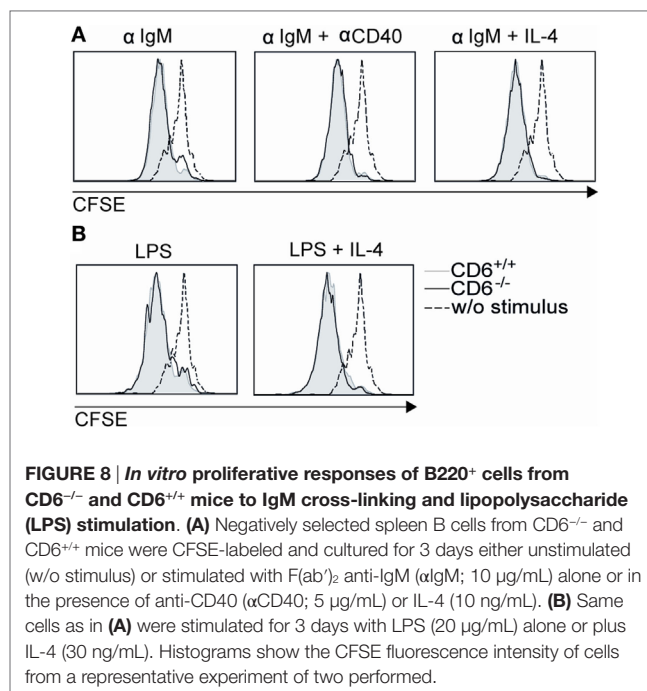 A
α IgM
α IgM + αCD40
α IgM + IL-4
CFSE
B
LPS
LPS + IL-4
CD6+/+
CD6-/-
w/o stimulus
CFSE
FIGURE 8 | In vitro proliferative responses of B220⁺ cells from
CD6⁻/⁻ and CD6⁺/⁺ mice to IgM cross-linking and lipopolysaccharide
(LPS) stimulation. (A) Negatively selected spleen B cells from CD6⁻/⁻ and
CD6⁺/⁺ mice were CFSE-labeled and cultured for 3 days either unstimulated
(w/o stimulus) or stimulated with F(ab′)₂ anti-IgM (αIgM; 10 µg/mL) alone or in
the presence of anti-CD40 (αCD40; 5 µg/mL) or IL-4 (10 ng/mL). (B) Same
cells as in (A) were stimulated for 3 days with LPS (20 µg/mL) alone or plus
IL-4 (30 ng/mL). Histograms show the CFSE fluorescence intensity of cells
from a representative experiment of two performed.